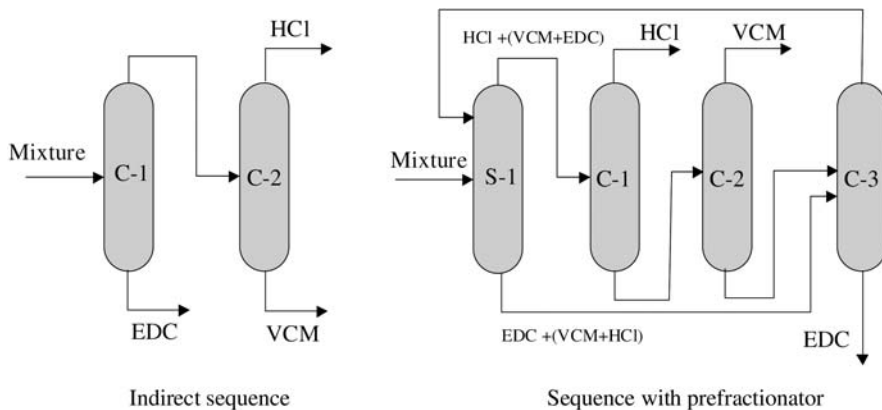 HCl
Mixture
C-1
C-2
EDC
VCM
Indirect sequence
HCl +(VCM+EDC)
HCl
VCM
Mixture
S-1
C-1
C-2
C-3
EDC +(VCM+HCl)
EDC
Sequence with prefractionator